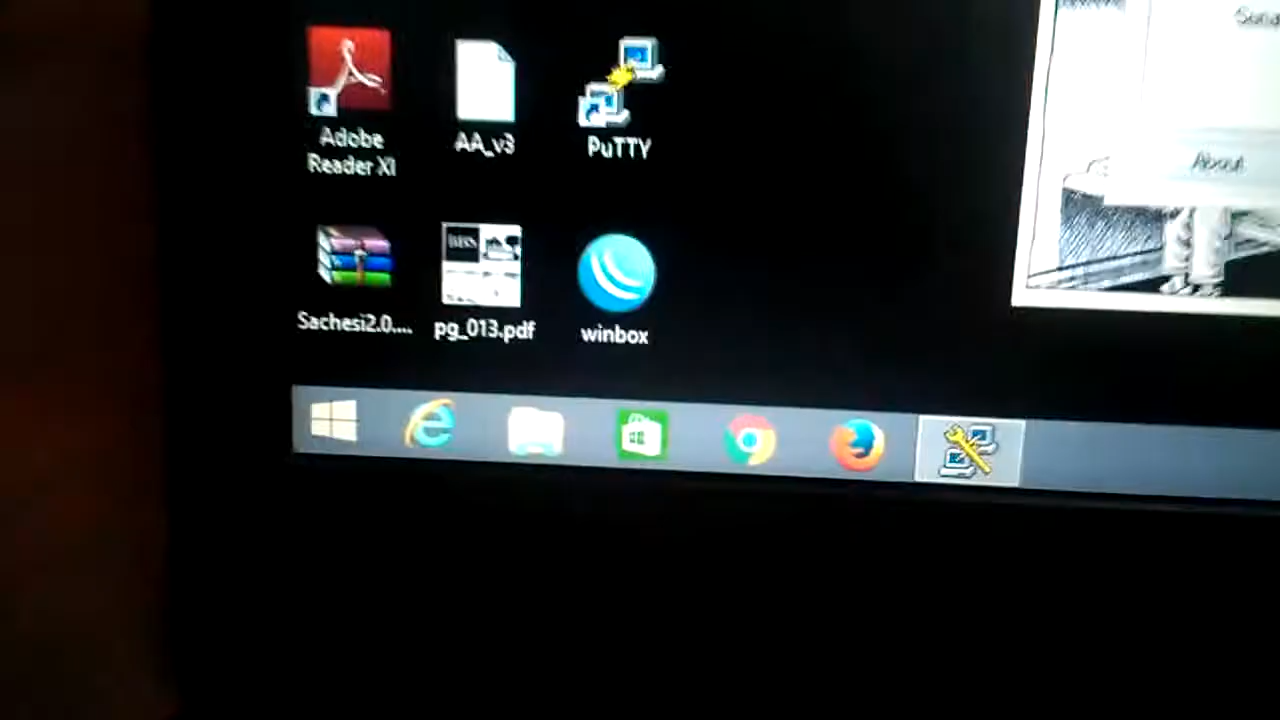 Adobe
Reader XI
AA_v3
PuTTY
Sachesi2.0....
pg_013.pdf
winbox
About